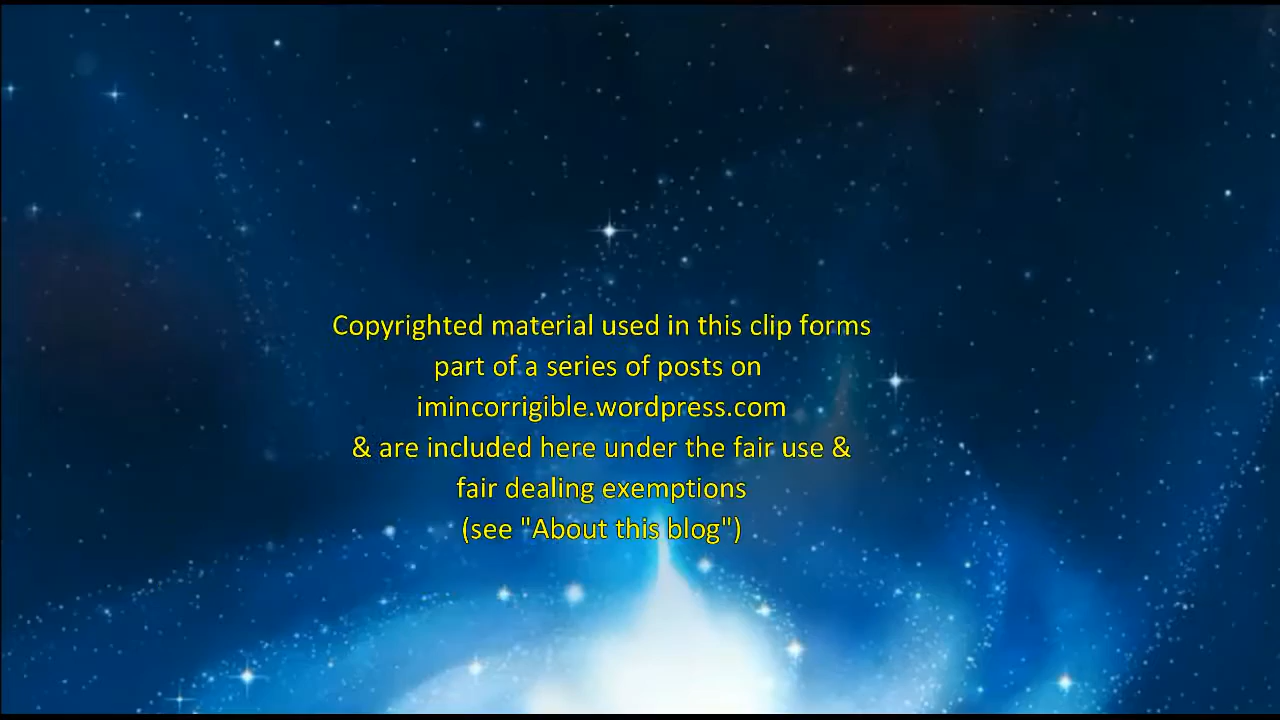 Copyrighted material used in this clip forms
part of a series of posts on
imincorrigible.wordpress.com
& are included here under the fair use &
fair dealing exemptions
(see "About this blog")